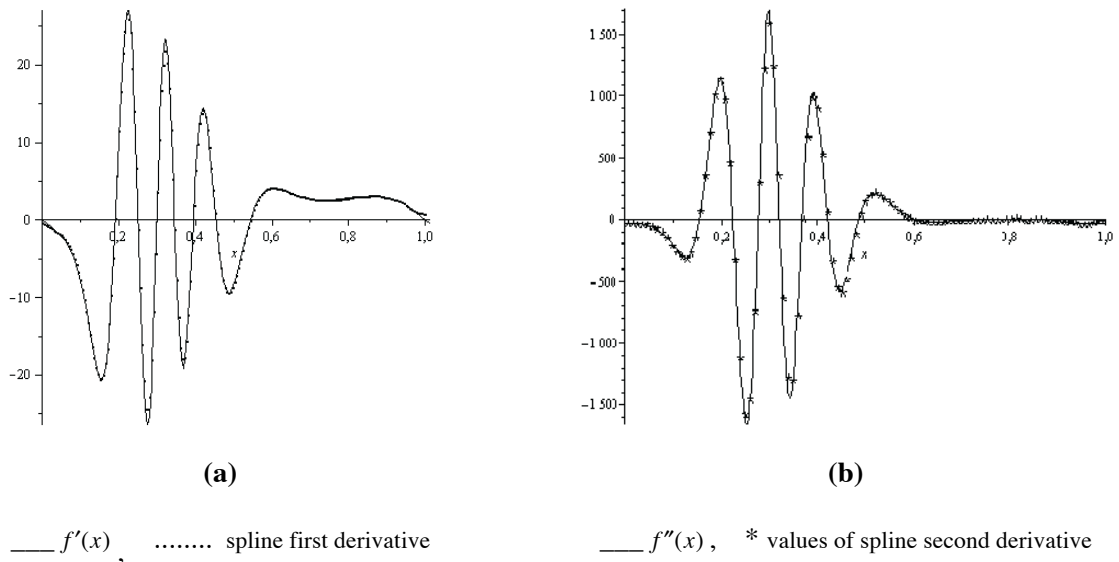 20
10
0
−10
−20
0,2 0,4 0,6 0,8 1,0
x
1 500
1 000
500
0
-500
-1 000
-1 500
0,2 0,4 0,6 0,8 1,0
x
(a) (b)
___ f′(x) , ........ spline first derivative
___ f″(x) , * values of spline second derivative